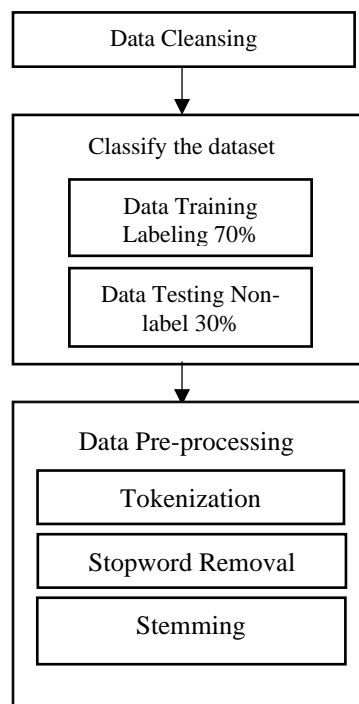 Data Cleansing
Classify the dataset
Data Training
Labeling 70%
Data Testing Non-
label 30%
Data Pre-processing
Tokenization
Stopword Removal
Stemming